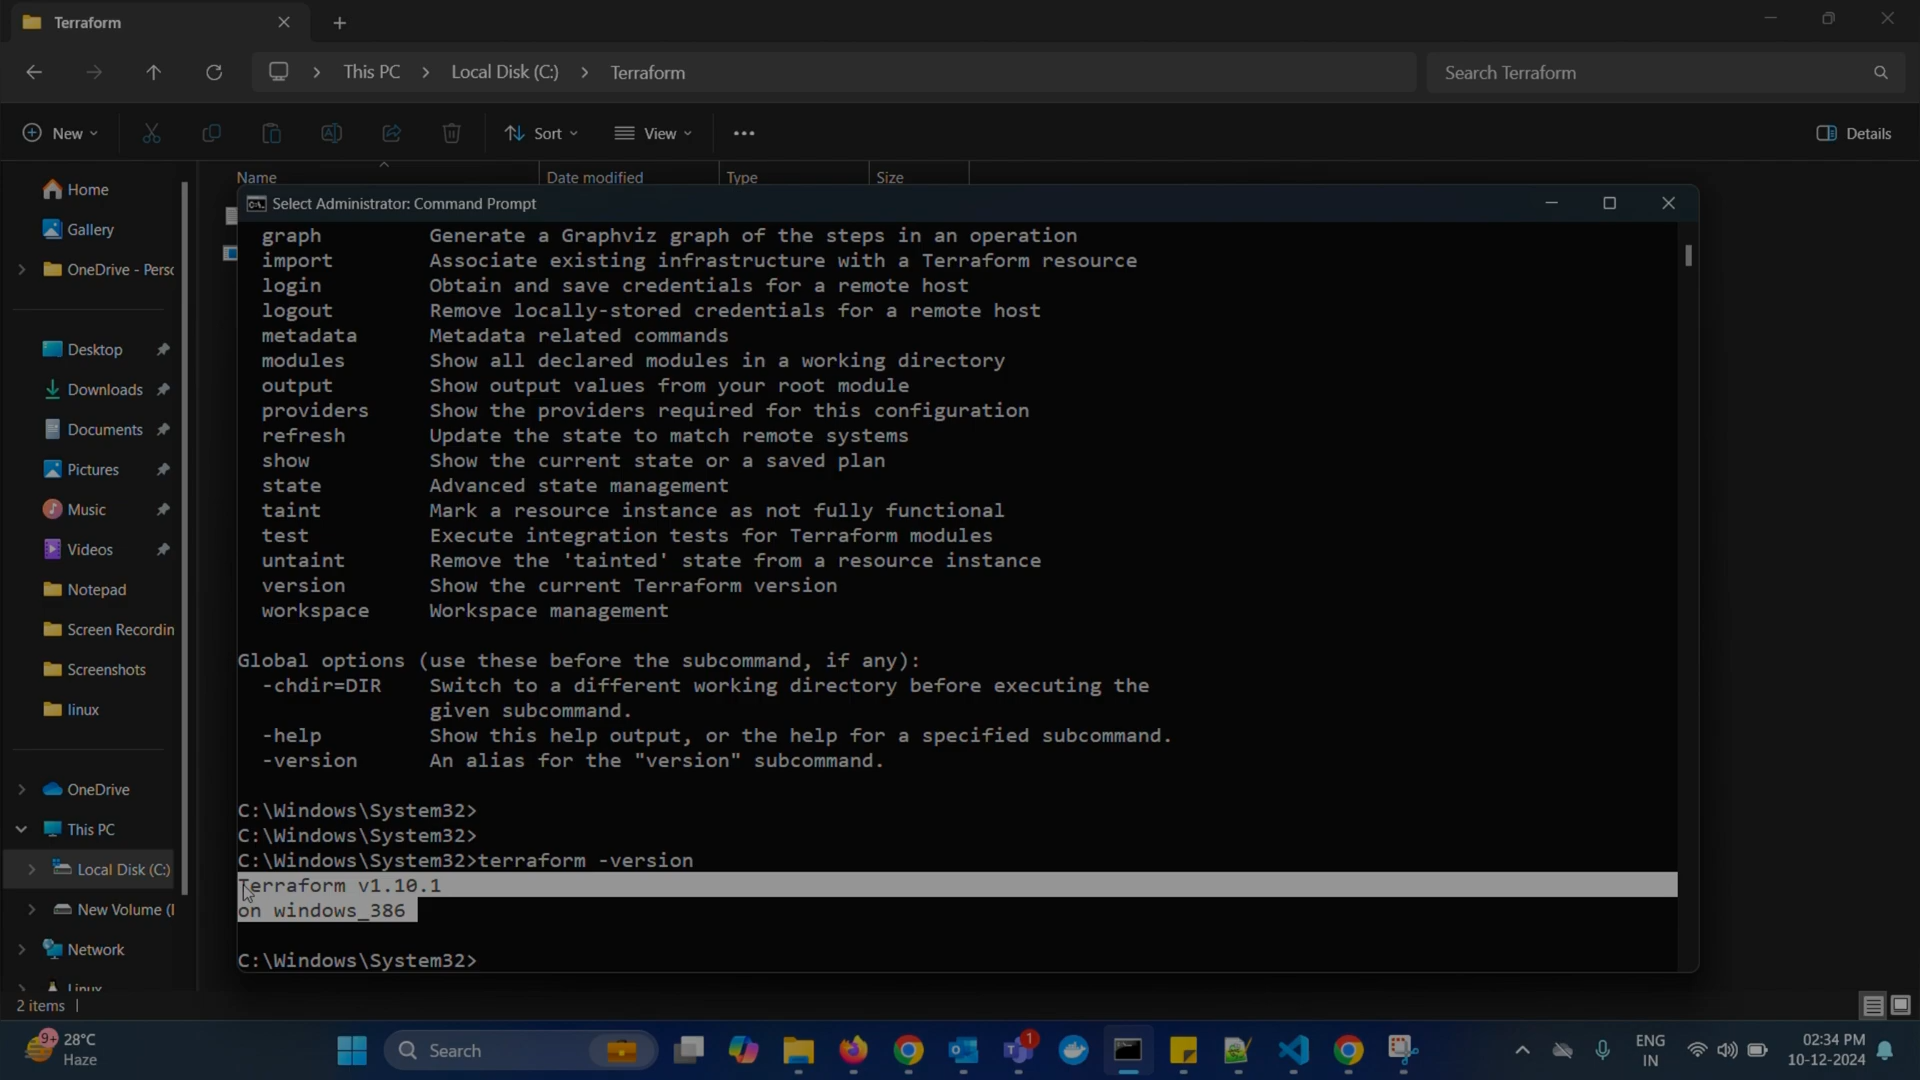 Terraform
This PC > Local Disk (C:) > Terraform
Search Terraform
New
Sort
View
Details
Name
Date modified
Type
Size
Home
Gallery
OneDrive - Perso
Desktop
Downloads
Documents
Pictures
Music
Videos
Notepad
Screen Recordin
Screenshots
linux
OneDrive
This PC
Local Disk (C:)
New Volume (
Network
Linux
2 items
Select Administrator: Command Prompt
graph Generate a Graphviz graph of the steps in an operation
import Associate existing infrastructure with a Terraform resource
login Obtain and save credentials for a remote host
logout Remove locally-stored credentials for a remote host
metadata Metadata related commands
modules Show all declared modules in a working directory
output Show output values from your root module
providers Show the providers required for this configuration
refresh Update the state to match remote systems
show Show the current state or a saved plan
state Advanced state management
taint Mark a resource instance as not fully functional
test Execute integration tests for Terraform modules
untaint Remove the 'tainted' state from a resource instance
version Show the current Terraform version
workspace Workspace management
Global options (use these before the subcommand, if any):
-chdir=DIR Switch to a different working directory before executing the
given subcommand.
-help Show this help output, or the help for a specified subcommand.
-version An alias for the "version" subcommand.
C:\Windows\System32>
C:\Windows\System32>
C:\Windows\System32>terraform -version
Terraform v1.10.1
on windows_386
C:\Windows\System32>
9+
28°C
Haze
Search
1
ENG
IN
02:34 PM
10-12-2024